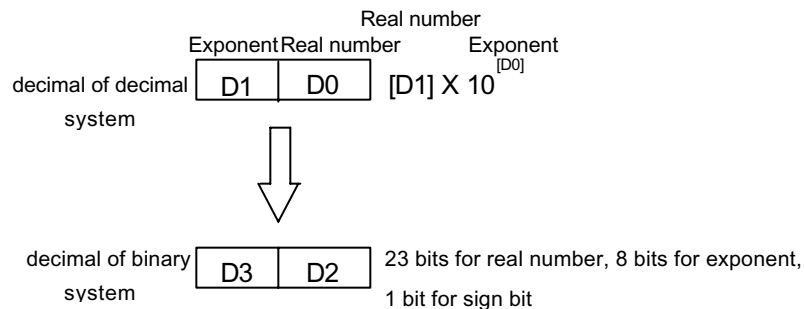 Real number
Exponent Real number Exponent
decimal of decimal system D1 D0 [D1] X 10[D0]
decimal of binary system D3 D2 23 bits for real number, 8 bits for exponent,
1 bit for sign bit